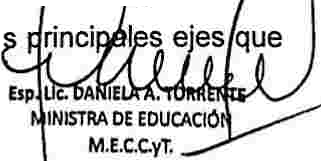 s principales ejes que
Esp. Lic. DANIELA A. TORRENTE
MINISTRA DE EDUCACIÓN
M.E.C.C.yT.